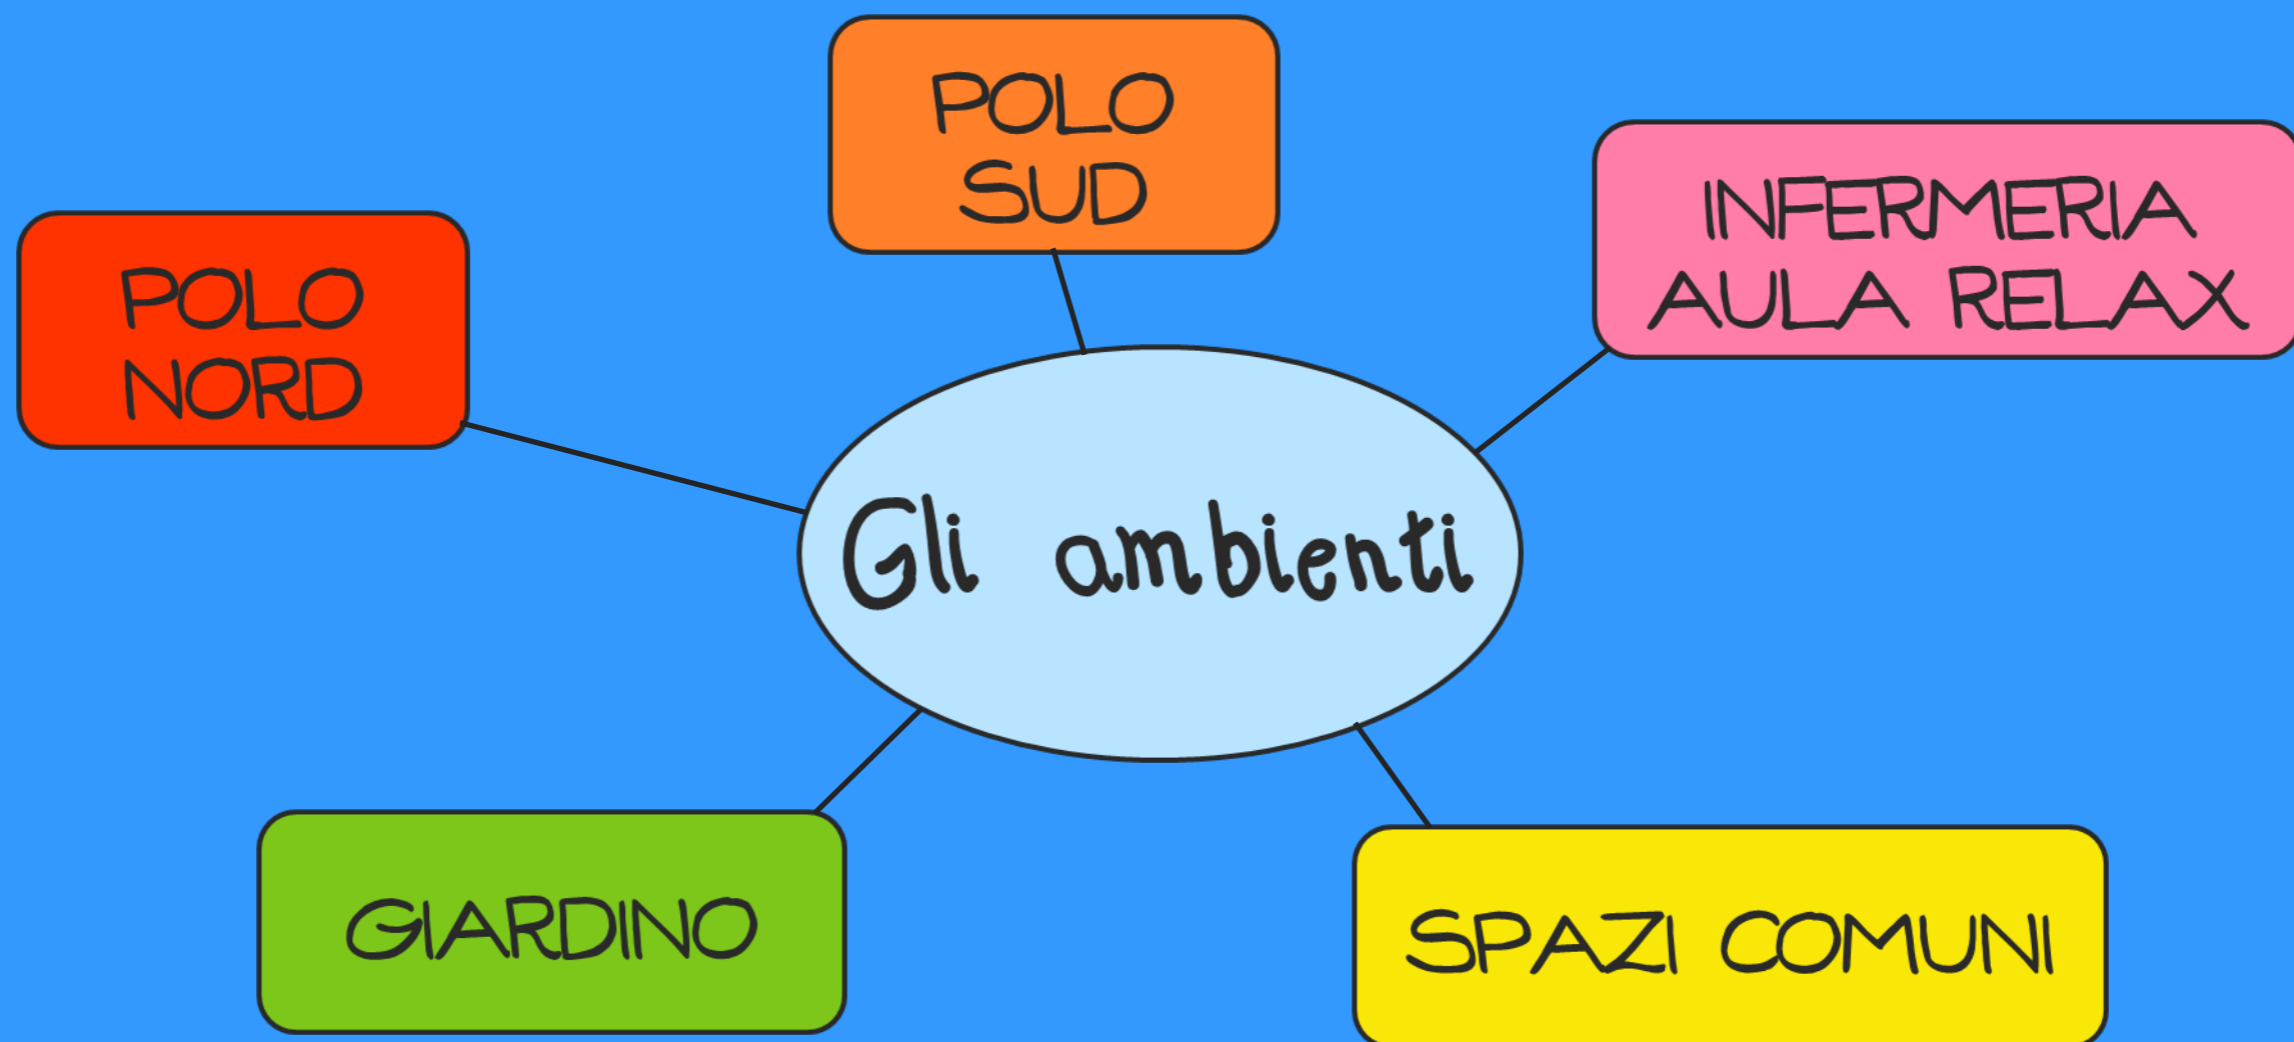 POLO
SUD
INFERMERIA
AULA RELAX
POLO
NORD
Gli ambienti
GIARDINO
SPAZI COMUNI